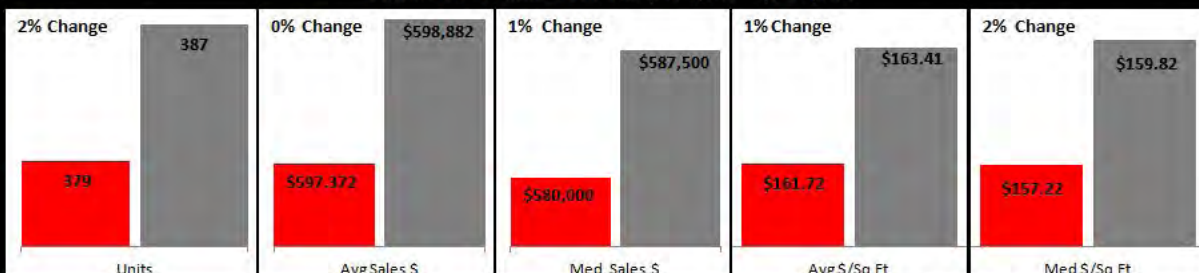 2% Change
387
379
Units
0% Change
$598,882
$597.372
Avg Sales $
1% Change
$587,500
$580,000
Med Sales $
1% Change
$163.41
$161.72
Avg $/Sq Ft
2% Change
$159.82
$157.22
Med $/Sq Ft